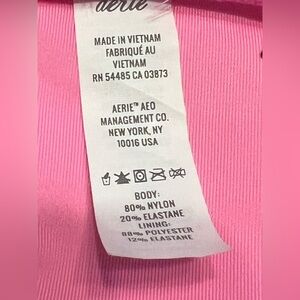 aerie
MADE IN VIETNAM
FABRIQUÉ AU
VIETNAM
RN 54485 CA 03873
AERIE™ AEO
MANAGEMENT CO.
NEW YORK, NY
10016 USA
BODY:
80% NYLON
20% ELASTANE
LINING:
88% POLYESTER
12% ELASTANE